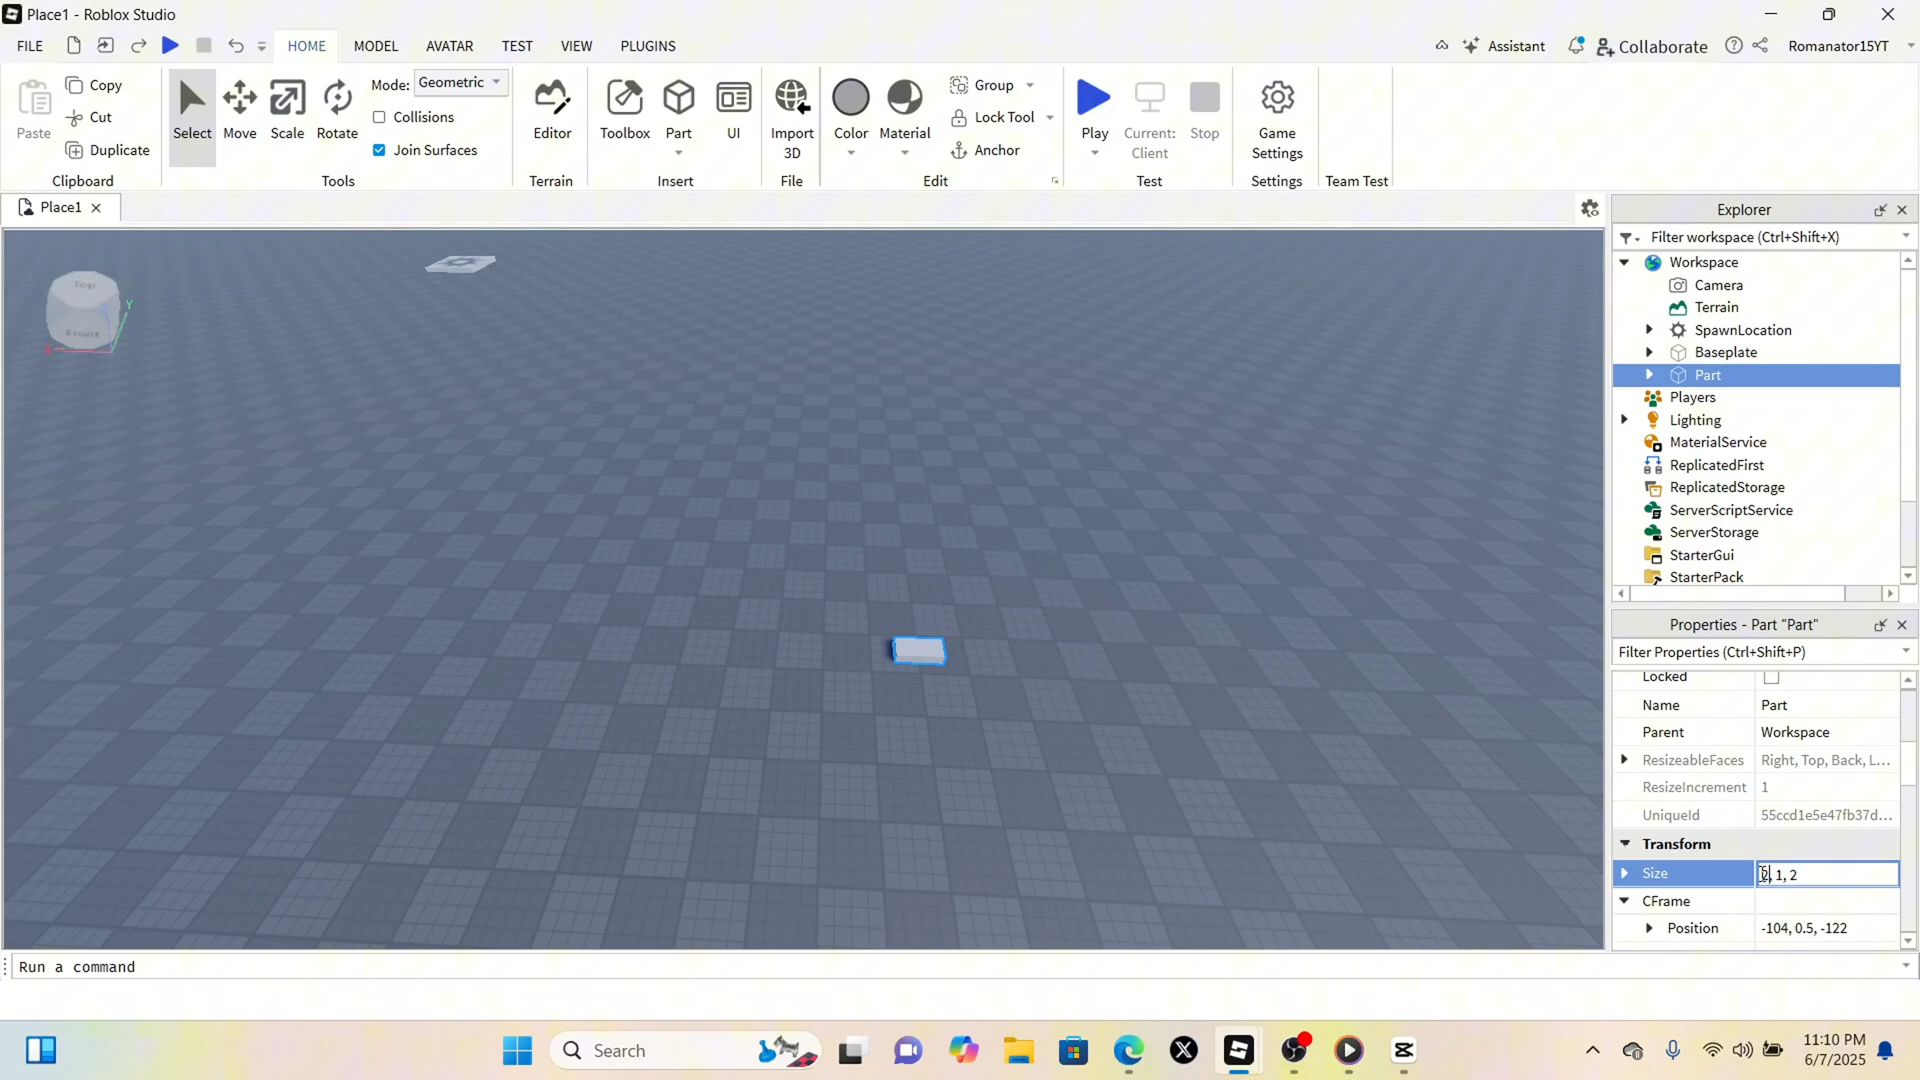 Place1 - Roblox Studio
FILE HOME MODEL AVATAR TEST VIEW PLUGINS Assistant Collaborate Romanator15YT
Paste Copy Cut Duplicate Clipboard
Select Move Scale Rotate Mode: Geometric Collisions Join Surfaces Tools
Editor Terrain
Toolbox Part UI Insert
Import 3D File
Color Material Group Lock Tool Anchor Edit
Play Current: Client Stop Test
Game Settings Settings
Team Test
Place1
Top
Front
X
Y
Explorer
Filter workspace (Ctrl+Shift+X)
Workspace
Camera
Terrain
SpawnLocation
Baseplate
Part
Players
Lighting
MaterialService
ReplicatedFirst
ReplicatedStorage
ServerScriptService
ServerStorage
StarterGui
StarterPack
Properties - Part "Part"
Filter Properties (Ctrl+Shift+P)
Locked
Name Part
Parent Workspace
ResizeableFaces Right, Top, Back, L...
ResizeIncrement 1
UniqueId 55ccd1e5e47fb37d...
Transform
Size 2, 1, 2
CFrame
Position -104, 0.5, -122
Run a command
Search
11:10 PM
6/7/2025